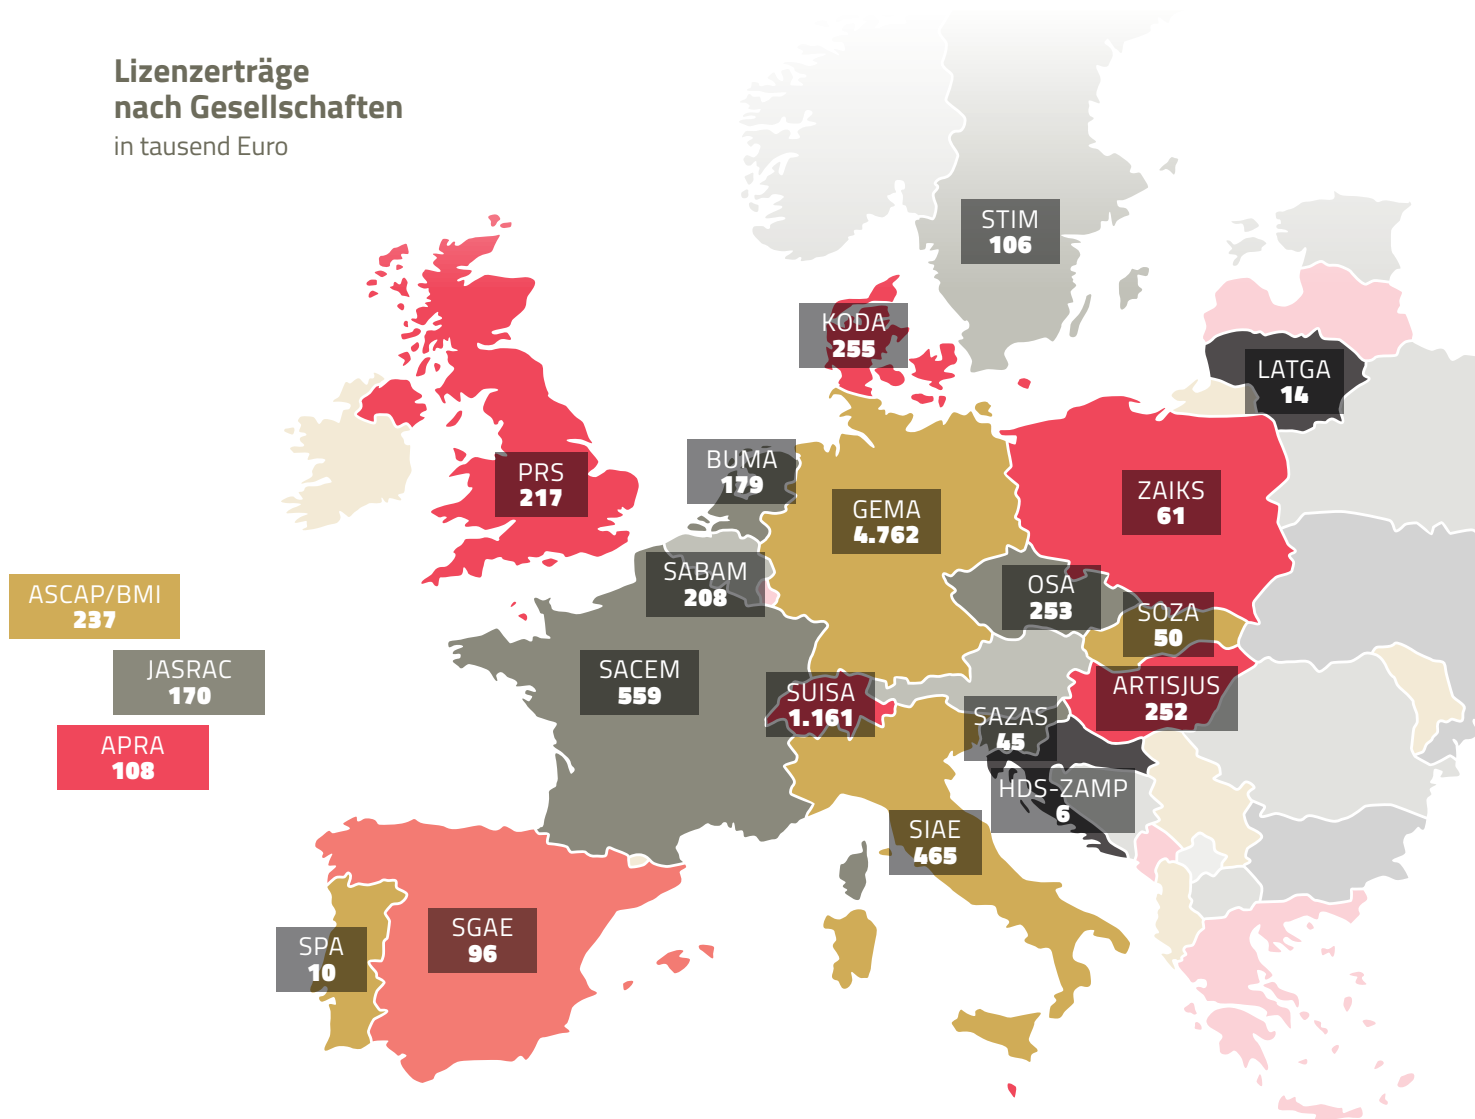 Lizenzerträge
nach Gesellschaften
in tausend Euro
STIM
106
KODA
255
LATGA
14
BUMA
179
PRS
217
ZAIKS
61
GEMA
4.762
SABAM
208
OSA
253
ASCAP/BMI
237
SOZA
50
JASRAC
170
SACEM
559
SUISA
1.161
ARTISJUS
252
SAZAS
45
APRA
108
HDS-ZAMP
6
SIAE
465
SGAE
96
SPA
10